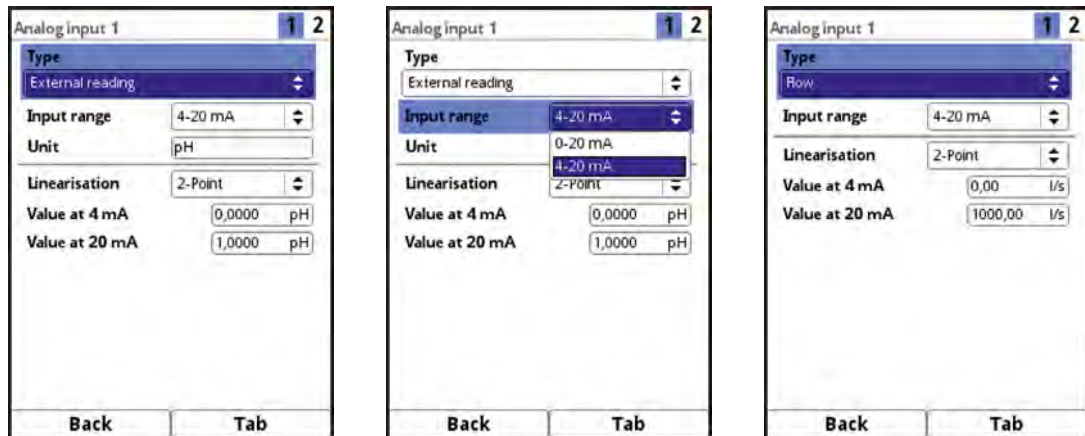 Analog input 1 1 2
Type
External reading
Input range 4-20 mA
Unit pH
Linearisation 2-Point
Value at 4 mA 0,0000 pH
Value at 20 mA 1,0000 pH
Back Tab
Analog input 1 1 2
Type
External reading
Input range 4-20 mA
0-20 mA
Unit
4-20 mA
Linearisation 2-Point
Value at 4 mA 0,0000 pH
Value at 20 mA 1,0000 pH
Back Tab
Analog input 1 1 2
Type
Flow
Input range 4-20 mA
Linearisation 2-Point
Value at 4 mA 0,00 l/s
Value at 20 mA 1000,00 l/s
Back Tab